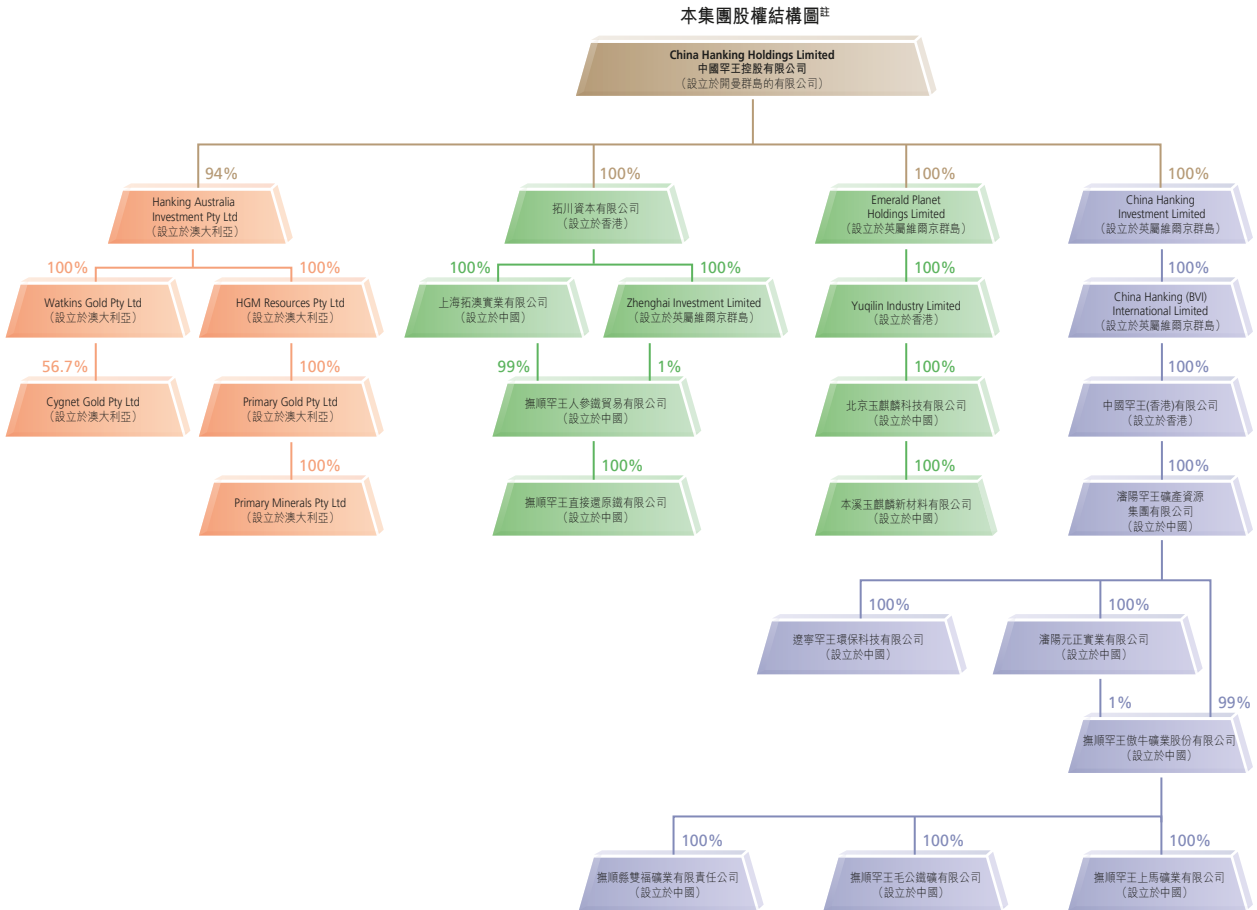 本集團股權結構圖註
China Hanking Holdings Limited
中國罕王控股有限公司
（設立於開曼群島的有限公司）
94%
100%
100%
100%
Hanking Australia
Investment Pty Ltd
（設立於澳大利亞）
拓川資本有限公司
（設立於香港）
Emerald Planet
Holdings Limited
（設立於英屬維爾京群島）
China Hanking
Investment Limited
（設立於英屬維爾京群島）
100%
100%
100%
100%
100%
100%
Watkins Gold Pty Ltd
（設立於澳大利亞）
HGM Resources Pty Ltd
（設立於澳大利亞）
上海拓澳實業有限公司
（設立於中國）
Zhenghai Investment Limited
（設立於英屬維爾京群島）
Yuqilin Industry Limited
（設立於香港）
China Hanking (BVI)
International Limited
（設立於英屬維爾京群島）
56.7%
100%
99%
1%
100%
100%
Cygnet Gold Pty Ltd
（設立於澳大利亞）
Primary Gold Pty Ltd
（設立於澳大利亞）
撫順罕王人參鐵貿易有限公司
（設立於中國）
北京玉麒麟科技有限公司
（設立於中國）
中國罕王(香港)有限公司
（設立於香港）
100%
100%
100%
100%
Primary Minerals Pty Ltd
（設立於澳大利亞）
撫順罕王直接還原鐵有限公司
（設立於中國）
本溪玉麒麟新材料有限公司
（設立於中國）
瀋陽罕王礦產資源
集團有限公司
（設立於中國）
100%
100%
遼寧罕王環保科技有限公司
（設立於中國）
瀋陽元正實業有限公司
（設立於中國）
1%
99%
撫順罕王傲牛礦業股份有限公司
（設立於中國）
100%
100%
100%
撫順縣雙福礦業有限責任公司
（設立於中國）
撫順罕王毛公鐵礦有限公司
（設立於中國）
撫順罕王上馬礦業有限公司
（設立於中國）